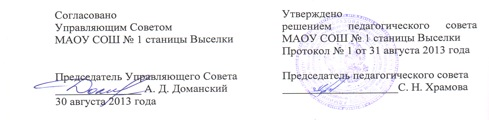 Согласовано
Управляющим Советом
МАОУ СОШ № 1 станицы Выселки
Председатель Управляющего Совета
А. Д. Доманский
30 августа 2013 года
Утверждено
решением педагогического совета
МАОУ СОШ № 1 станицы Выселки
Протокол № 1 от 31 августа 2013 года
Председатель педагогического совета
С. Н. Храмова